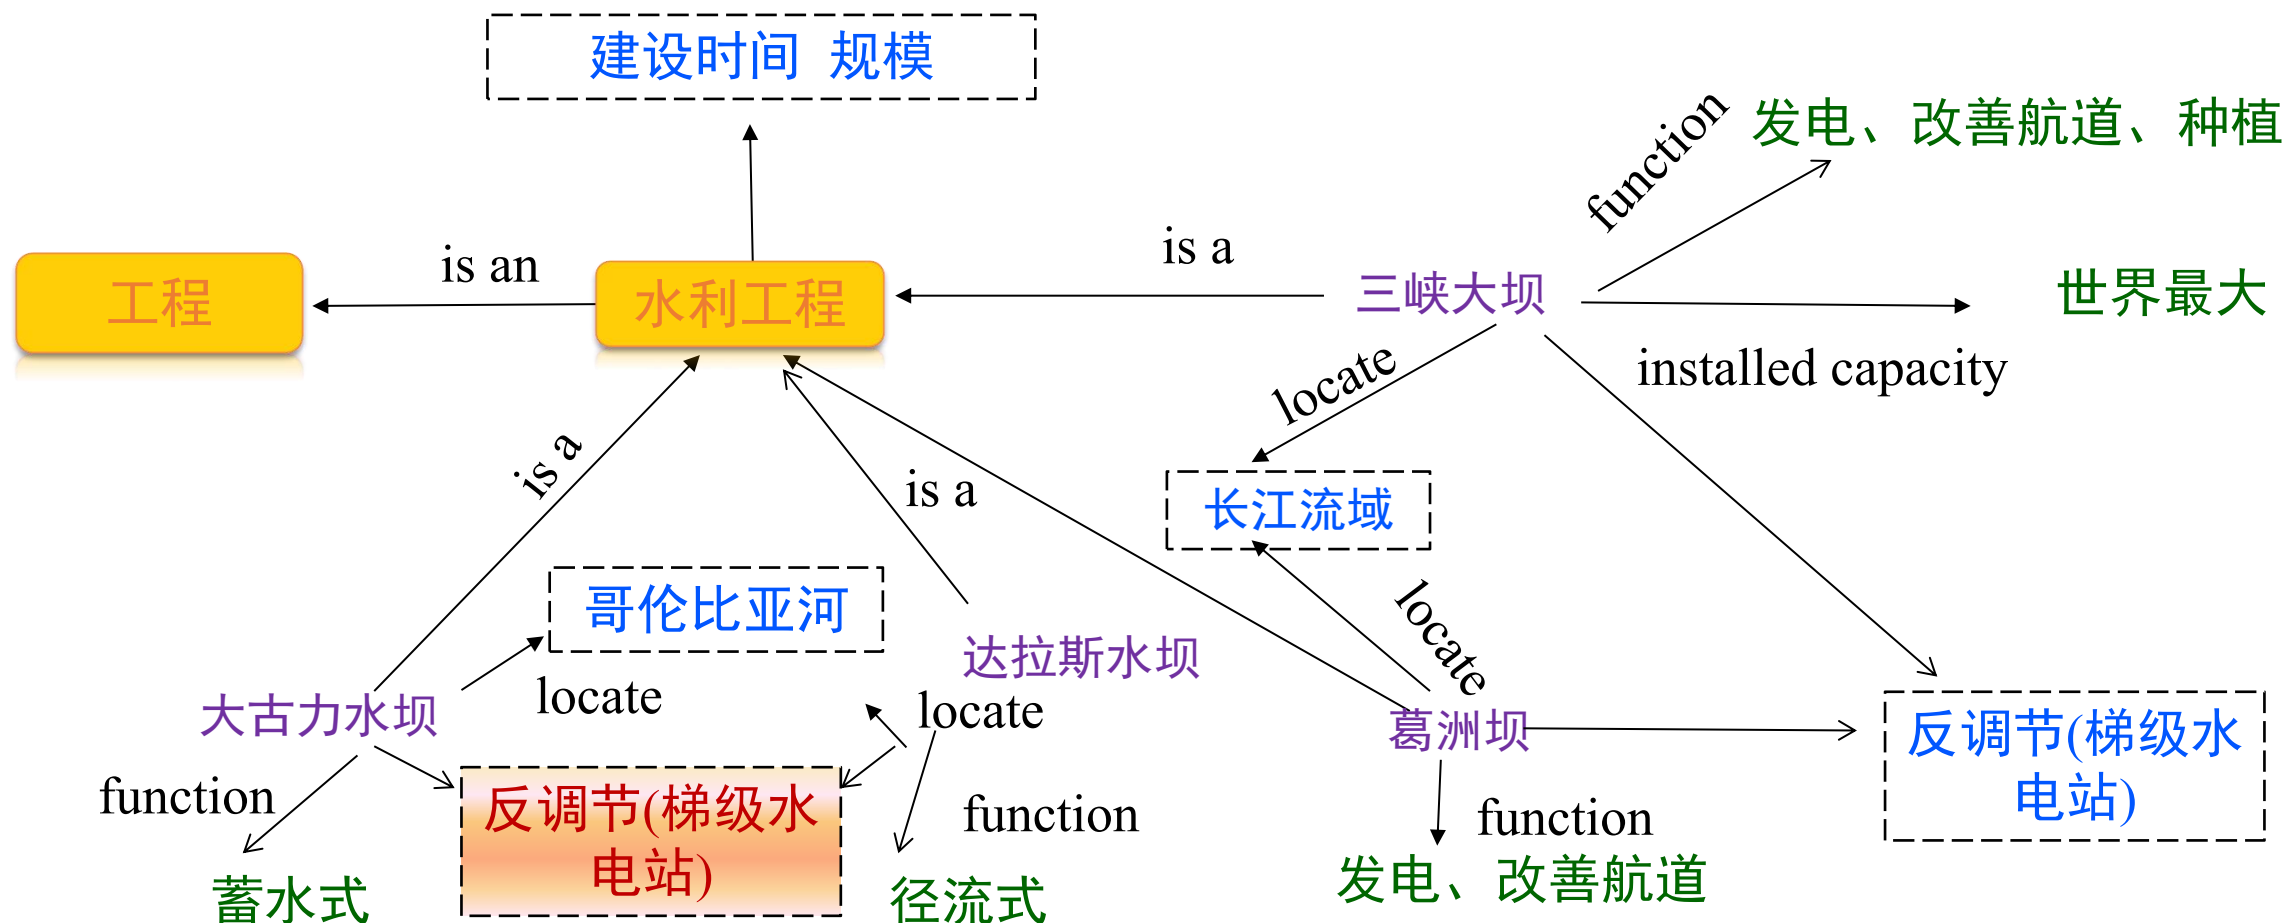 建设时间 规模
function
发电、改善航道、种植
工程
is an
水利工程
is a
三峡大坝
世界最大
locate
installed capacity
is a
is a
长江流域
哥伦比亚河
locate
达拉斯水坝
locate
大古力水坝
locate
葛洲坝
反调节(梯级水
电站)
function
反调节(梯级水
电站)
function
function
蓄水式
径流式
发电、改善航道